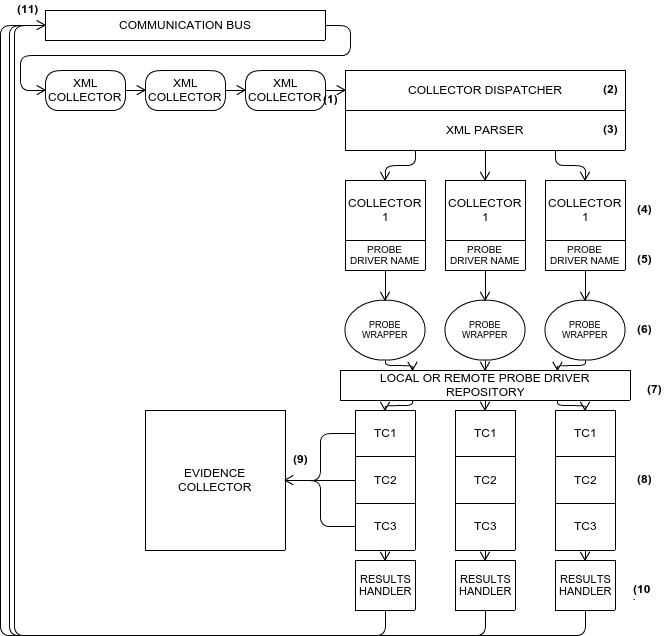 (11)
COMMUNICATION BUS
XML
COLLECTOR
XML
COLLECTOR
XML
COLLECTOR
(1)
COLLECTOR DISPATCHER
(2)
XML PARSER
(3)
COLLECTOR
1
COLLECTOR
1
COLLECTOR
1
(4)
PROBE
DRIVER NAME
PROBE
DRIVER NAME
PROBE
DRIVER NAME
(5)
PROBE
WRAPPER
PROBE
WRAPPER
PROBE
WRAPPER
(6)
LOCAL OR REMOTE PROBE DRIVER
REPOSITORY
(7)
TC1
TC1
TC1
EVIDENCE
COLLECTOR
(9)
TC2
TC2
TC2
(8)
TC3
TC3
TC3
RESULTS
HANDLER
RESULTS
HANDLER
RESULTS
HANDLER
(10
.